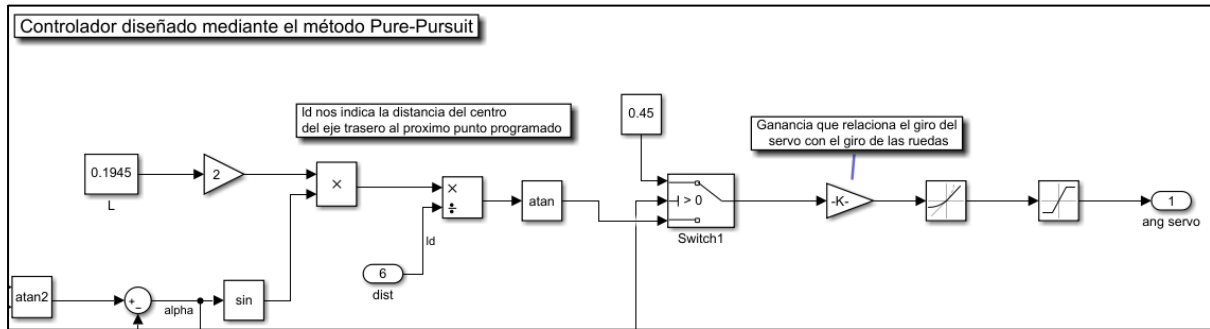 Controlador diseñado mediante el método Pure-Pursuit
ld nos indica la distancia del centro
del eje trasero al proximo punto programado
0.45
Ganancia que relaciona el giro del
servo con el giro de las ruedas
0.1945
L
2
×
×
÷
atan
> 0
Switch1
-K-
1
ang servo
ld
6
dist
atan2
+
−
alpha
sin